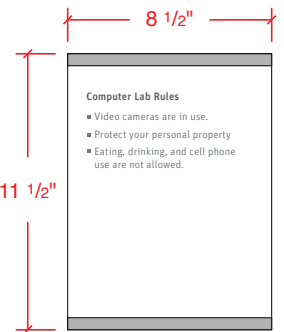 8 1/2"
Computer Lab Rules
▪ Video cameras are in use.
▪ Protect your personal property
▪ Eating, drinking, and cell phone
use are not allowed.
11 1/2"